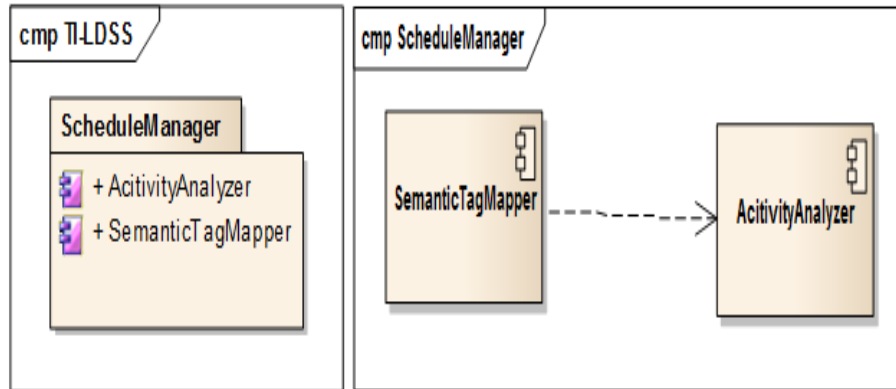 cmp TI-LDSS
ScheduleManager
+ AcitivityAnalyzer
+ SemanticTagMapper
cmp ScheduleManager
SemanticTagMapper
AcitivityAnalyzer